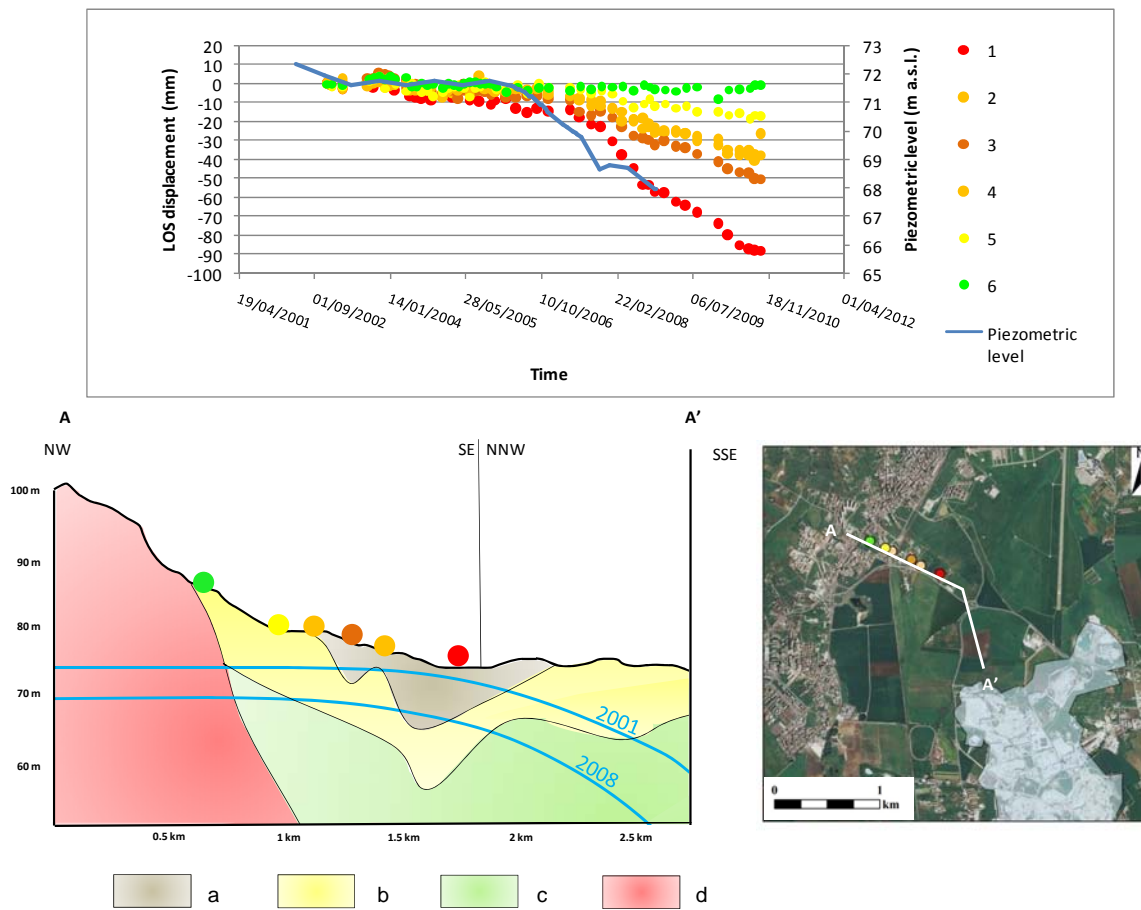 20
10
0
-10
-20
-30
-40
-50
-60
-70
-80
-90
-100
LOS displacement (mm)
73
72
71
70
69
68
67
66
65
Piezometric level (m a.s.l.)
19/04/2001
01/09/2002
14/01/2004
28/05/2005
10/10/2006
22/02/2008
06/07/2009
18/11/2010
01/04/2012
Time
1
2
3
4
5
6
Piezometric
level
A
A'
NW
SE
NNW
SSE
100 m
90 m
80 m
70 m
60 m
2001
2008
0.5 km
1 km
1.5 km
2 km
2.5 km
A
A'
0
1
km
a
b
c
d